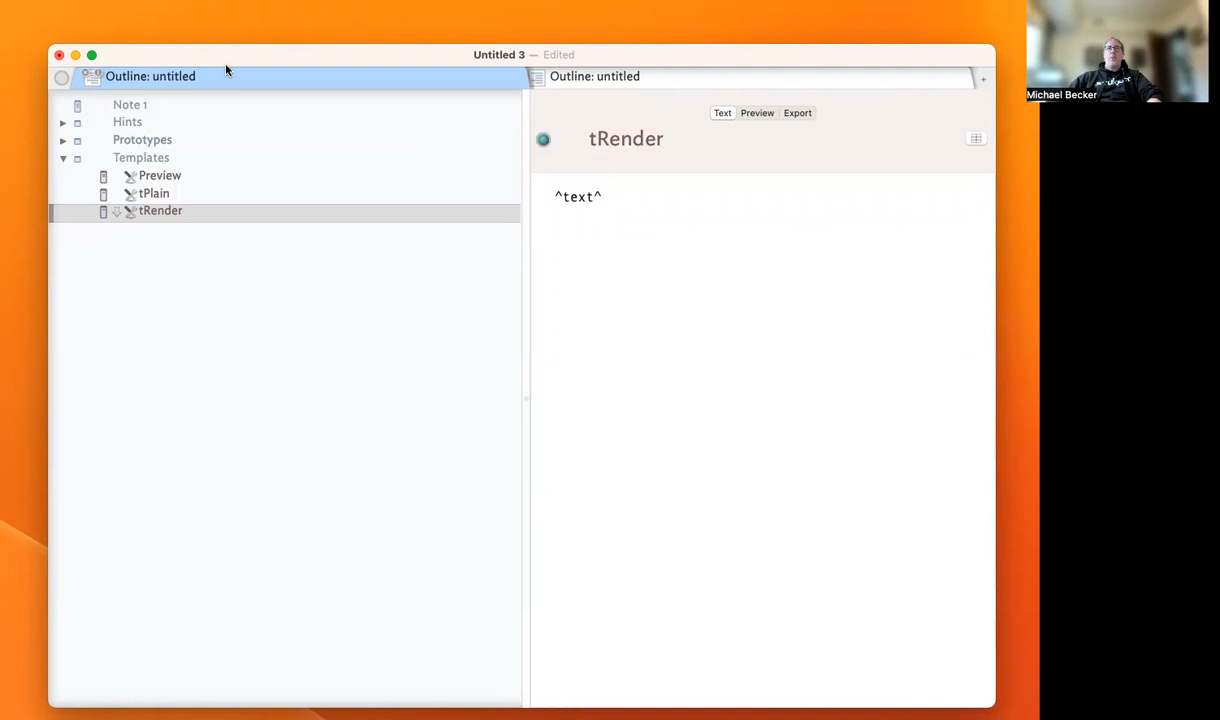 Untitled 3 — Edited
Outline: untitled
Outline: untitled
+
Note 1
Hints
Prototypes
Templates
Preview
tPlain
tRender
Text
Preview
Export
tRender
^text^
Michael Becker